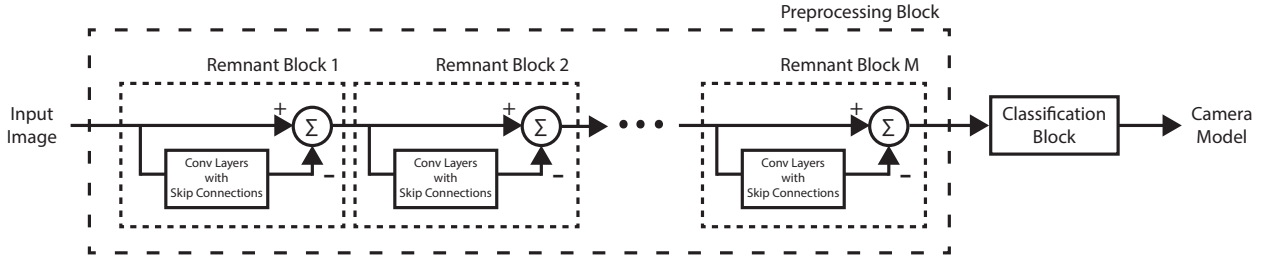 Preprocessing Block
Remnant Block 1
Remnant Block 2
Remnant Block M
Input
Image
+
Σ
+
Σ
• • •
+
Σ
Classification
Block
Camera
Model
Conv Layers
with
Skip Connections
−
Conv Layers
with
Skip Connections
−
Conv Layers
with
Skip Connections
−